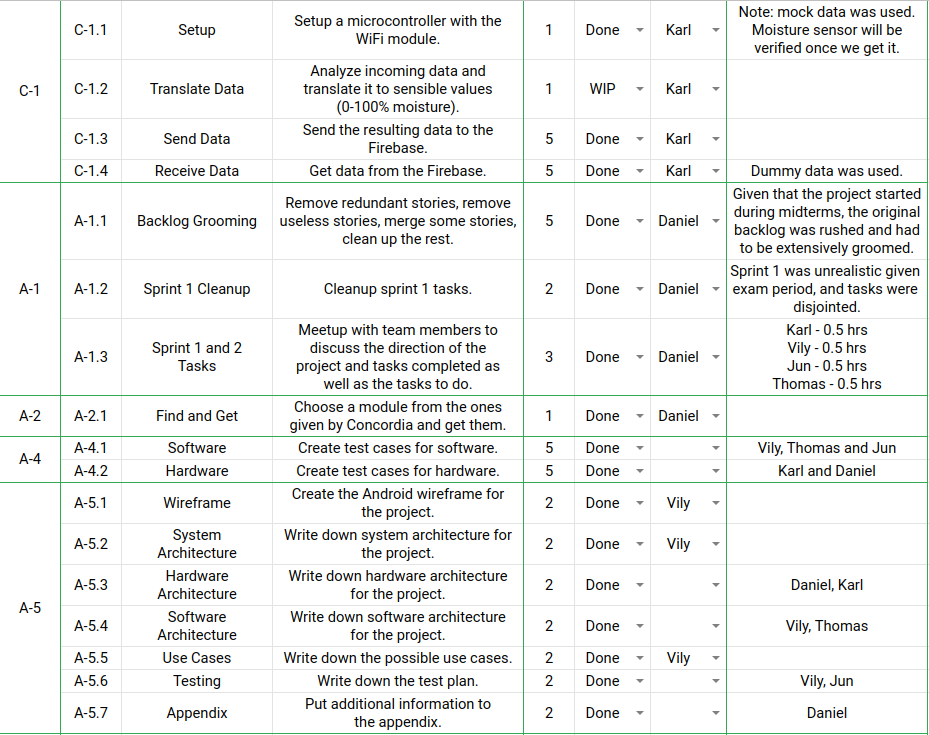 C-1
C-1.1
Setup
Setup a microcontroller with the
WiFi module.
1
Done
Karl
Note: mock data was used.
Moisture sensor will be
verified once we get it.
C-1.2
Translate Data
Analyze incoming data and
translate it to sensible values
(0-100% moisture).
1
WIP
Karl
C-1.3
Send Data
Send the resulting data to the
Firebase.
5
Done
Karl
C-1.4
Receive Data
Get data from the Firebase.
5
Done
Karl
Dummy data was used.
A-1
A-1.1
Backlog Grooming
Remove redundant stories, remove
useless stories, merge some stories,
clean up the rest.
5
Done
Daniel
Given that the project started
during midterms, the original
backlog was rushed and had
to be extensively groomed.
A-1.2
Sprint 1 Cleanup
Cleanup sprint 1 tasks.
2
Done
Daniel
Sprint 1 was unrealistic given
exam period, and tasks were
disjointed.
A-1.3
Sprint 1 and 2
Tasks
Meetup with team members to
discuss the direction of the
project and tasks completed as
well as the tasks to do.
3
Done
Daniel
Karl - 0.5 hrs
Vily - 0.5 hrs
Jun - 0.5 hrs
Thomas - 0.5 hrs
A-2
A-2.1
Find and Get
Choose a module from the ones
given by Concordia and get them.
1
Done
Daniel
A-4
A-4.1
Software
Create test cases for software.
5
Done
Vily, Thomas and Jun
A-4.2
Hardware
Create test cases for hardware.
5
Done
Karl and Daniel
A-5
A-5.1
Wireframe
Create the Android wireframe for
the project.
2
Done
Vily
A-5.2
System
Architecture
Write down system architecture for
the project.
2
Done
Vily
A-5.3
Hardware
Architecture
Write down hardware architecture
for the project.
2
Done
Daniel, Karl
A-5.4
Software
Architecture
Write down software architecture
for the project.
2
Done
Vily, Thomas
A-5.5
Use Cases
Write down the possible use cases.
2
Done
Vily
A-5.6
Testing
Write down the test plan.
2
Done
Vily, Jun
A-5.7
Appendix
Put additional information to
the appendix.
2
Done
Daniel